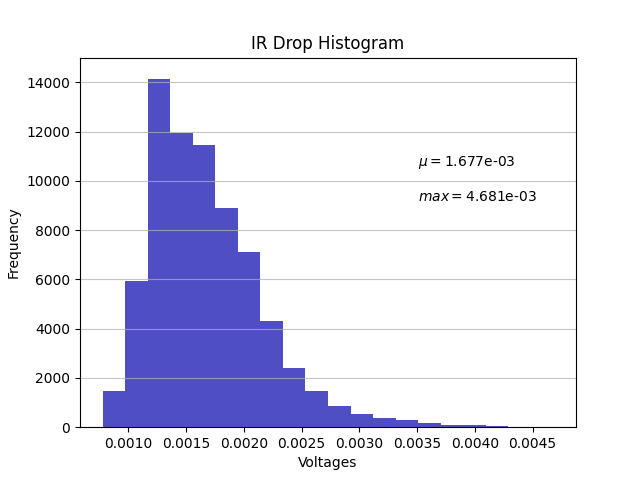 IR Drop Histogram
14000
12000
10000
8000
6000
4000
2000
0
Frequency
μ = 1.677e-03
max = 4.681e-03
0.0010 0.0015 0.0020 0.0025 0.0030 0.0035 0.0040 0.0045
Voltages